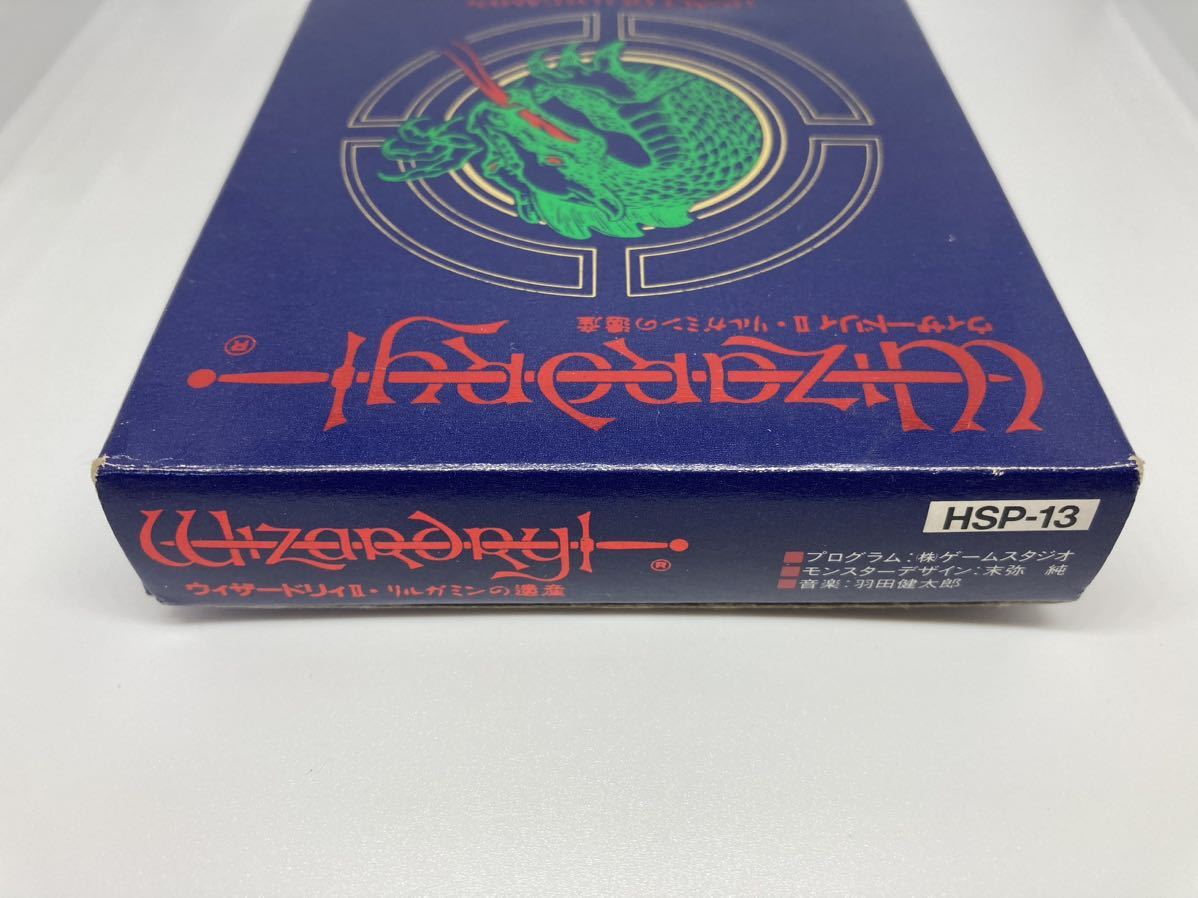 Wizardry
®
ウィザードリィII・リルガミンの遺産
Wizardry
®
ウィザードリィII・リルガミンの遺産
HSP-13
■プログラム:㈱ゲームスタジオ
■モンスターデザイン:末弥 純
■音楽:羽田健太郎